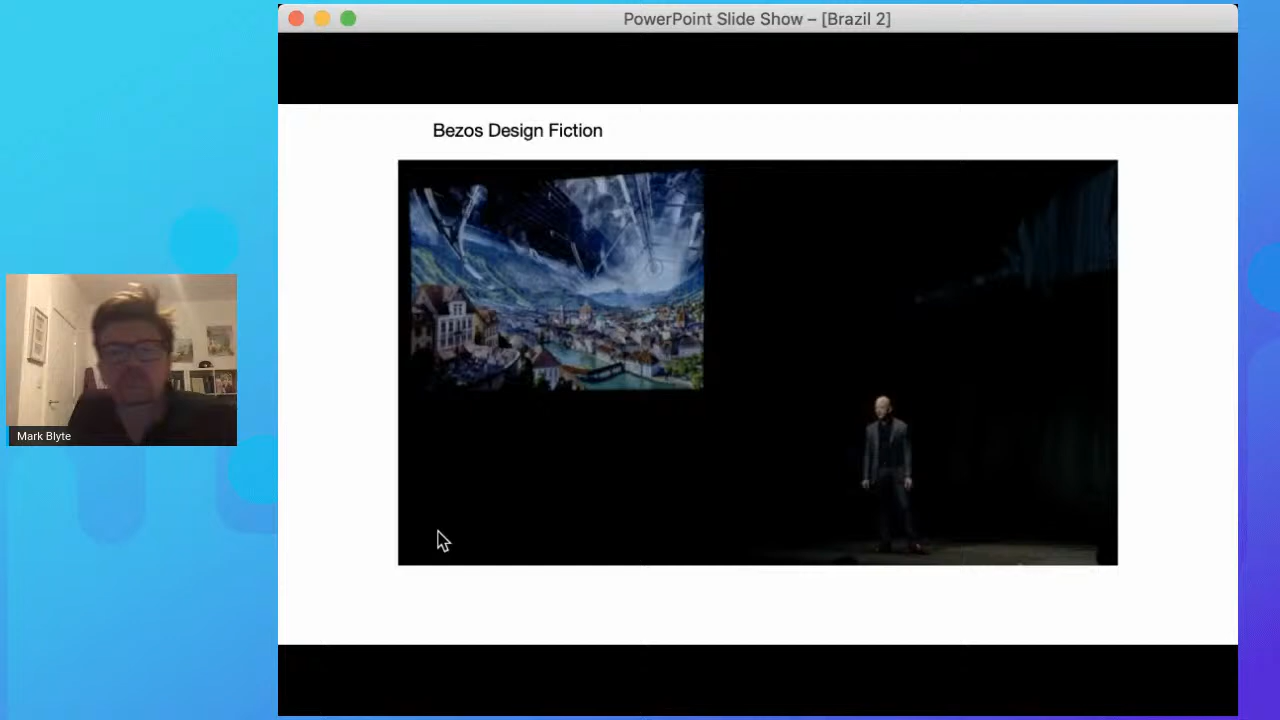 PowerPoint Slide Show – [Brazil 2]
Bezos Design Fiction
Mark Blyte